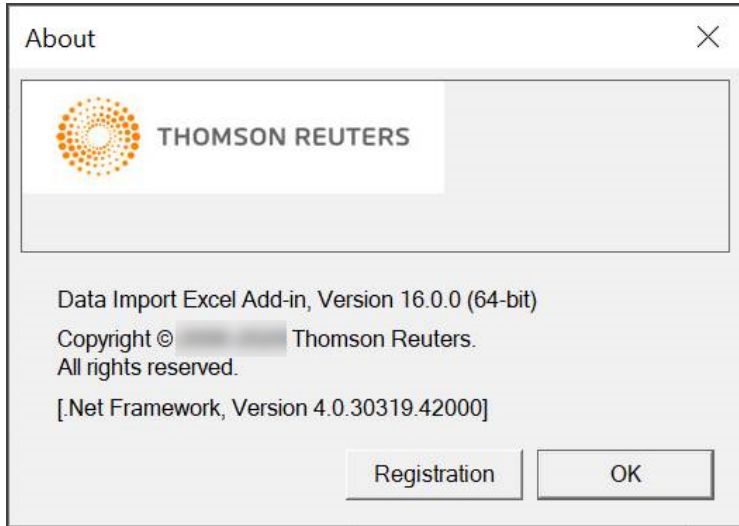 About
THOMSON REUTERS
Data Import Excel Add-in, Version 16.0.0 (64-bit)
Copyright © Thomson Reuters.
All rights reserved.
[.Net Framework, Version 4.0.30319.42000]
Registration
OK